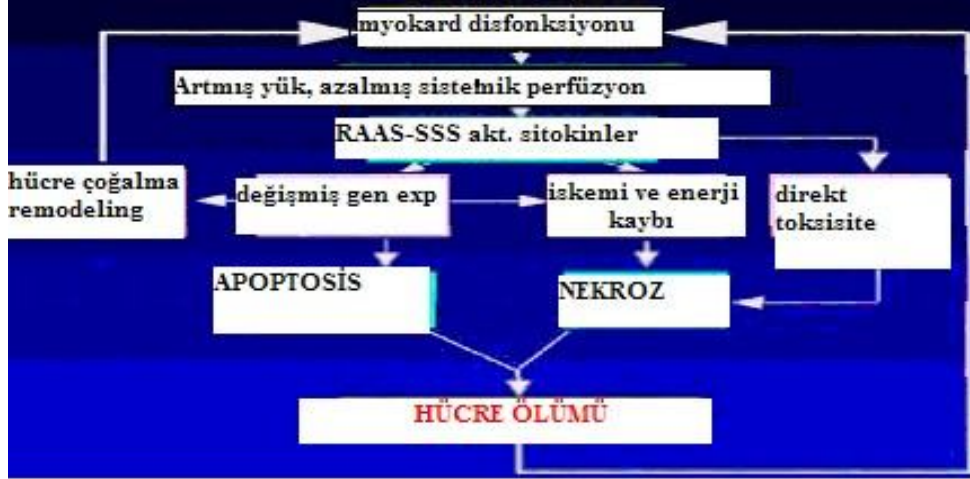 myokard disfonksiyonu
Artmış yük, azalmış sistemik perfüzyon
RAAS-SSS akt. sitokinler
hücre çoğalma
remodeling
değişmiş gen exp
iskemi ve enerji
kaybı
direkt
toksisite
APOPTOSİS
NEKROZ
HÜCRE ÖLÜMÜ